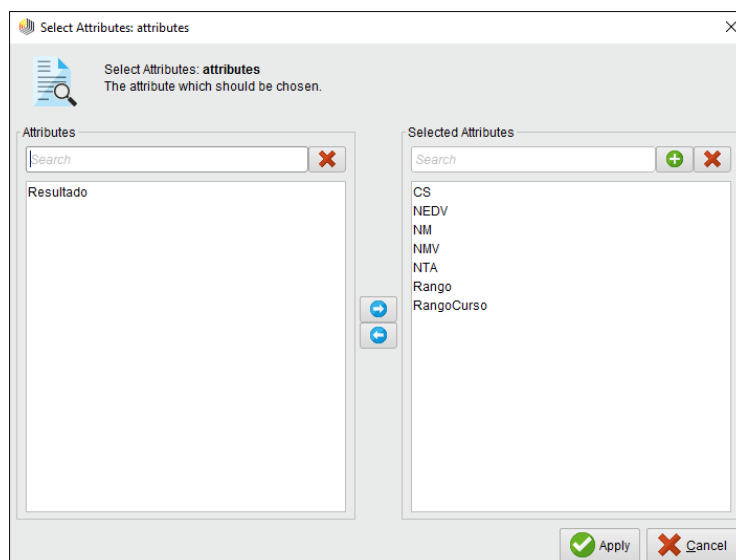 Select Attributes: attributes
Select Attributes: attributes
The attribute which should be chosen.
Attributes
Search
Resultado
Selected Attributes
Search
CS
NEDV
NM
NMV
NTA
Rango
RangoCurso
Apply
Cancel